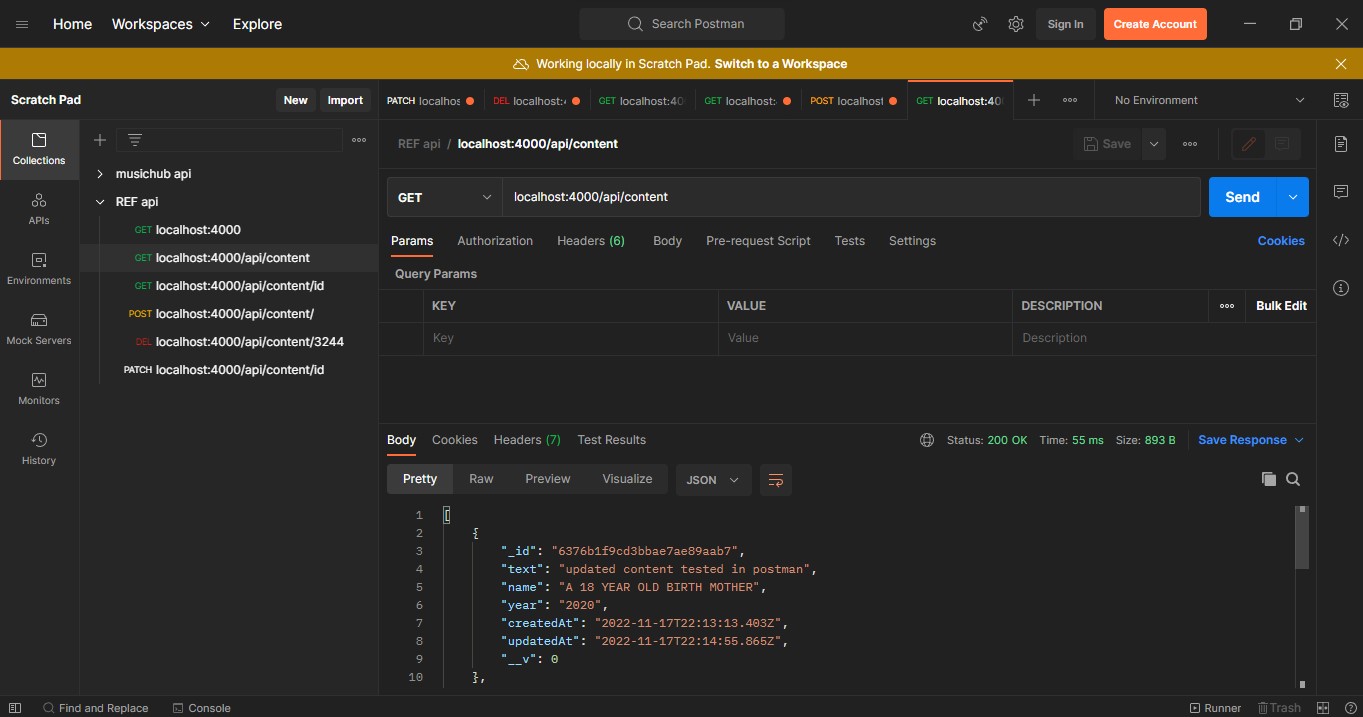 Home Workspaces Explore Search Postman Sign In Create Account
Working locally in Scratch Pad. Switch to a Workspace
Scratch Pad New Import
PATCH localhos DEL localhost: GET localhost:40 GET localhost: POST localhost GET localhost:40 No Environment
Collections
APIs
Environments
Mock Servers
Monitors
History
musichub api
REF api
GET localhost:4000
GET localhost:4000/api/content
GET localhost:4000/api/content/id
POST localhost:4000/api/content/
DEL localhost:4000/api/content/3244
PATCH localhost:4000/api/content/id
REF api / localhost:4000/api/content Save
GET localhost:4000/api/content Send
Params Authorization Headers (6) Body Pre-request Script Tests Settings Cookies
Query Params
KEY VALUE DESCRIPTION Bulk Edit
Key Value Description
Body Cookies Headers (7) Test Results Status: 200 OK Time: 55 ms Size: 893 B Save Response
Pretty Raw Preview Visualize JSON
1 [
2 {
3 "_id": "6376b1f9cd3bbae7ae89aab7",
4 "text": "updated content tested in postman",
5 "name": "A 18 YEAR OLD BIRTH MOTHER",
6 "year": "2020",
7 "createdAt": "2022-11-17T22:13:13.403Z",
8 "updatedAt": "2022-11-17T22:14:55.865Z",
9 "__v": 0
10 },
Find and Replace Console Runner Trash